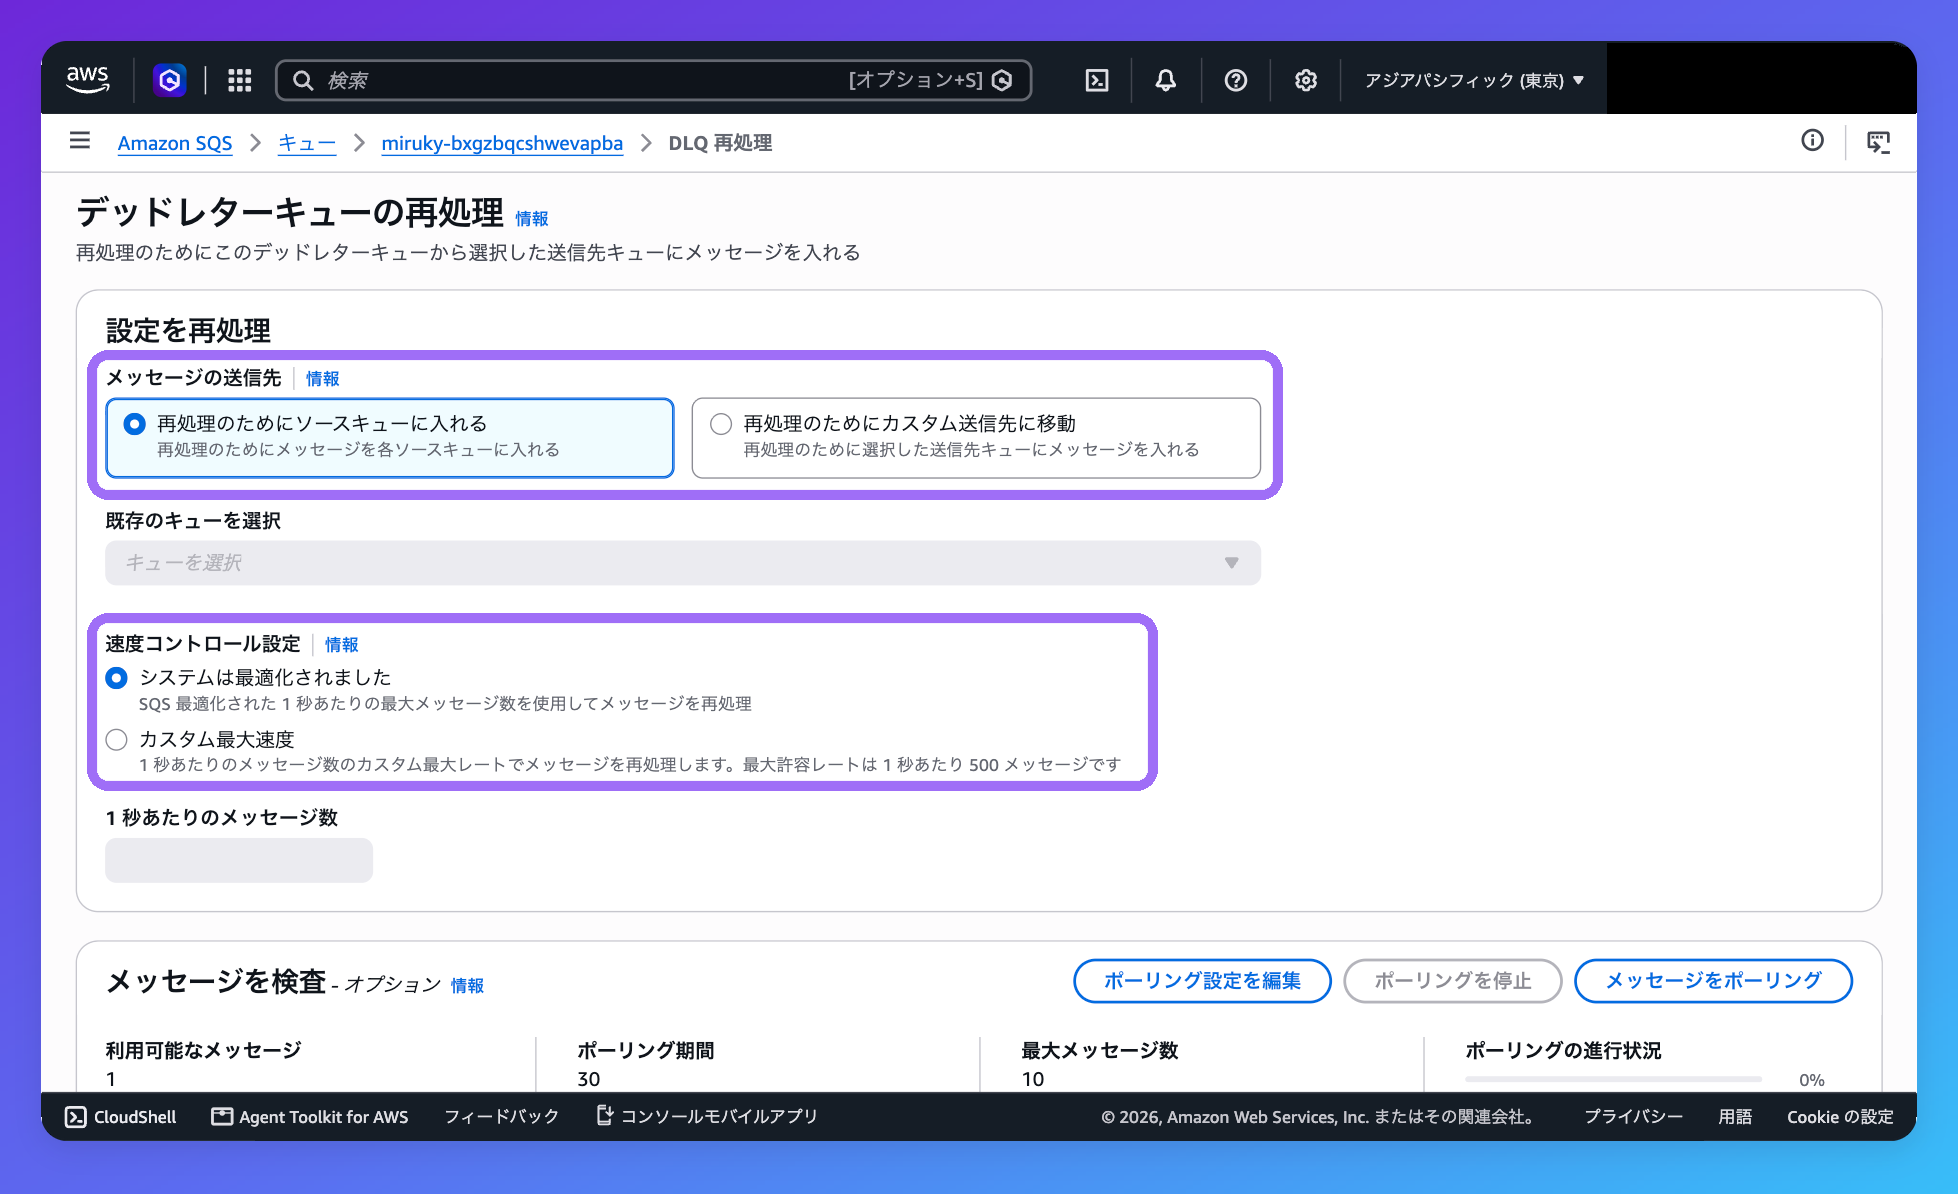 aws
検索
[オプション+S]
アジアパシフィック (東京) ▼
Amazon SQS
キュー
miruky-bxgzbqcshwevapba
DLQ 再処理
デッドレターキューの再処理 情報
再処理のためにこのデッドレターキューから選択した送信先キューにメッセージを入れる
設定を再処理
メッセージの送信先 情報
再処理のためにソースキューに入れる
再処理のためにメッセージを各ソースキューに入れる
再処理のためにカスタム送信先に移動
再処理のために選択した送信先キューにメッセージを入れる
既存のキューを選択
キューを選択
速度コントロール設定 情報
システムは最適化されました
SQS 最適化された 1 秒あたりの最大メッセージ数を使用してメッセージを再処理
カスタム最大速度
1 秒あたりのメッセージ数のカスタム最大レートでメッセージを再処理します。最大許容レートは 1 秒あたり 500 メッセージです
1 秒あたりのメッセージ数
メッセージを検査 - オプション 情報
ポーリング設定を編集
ポーリングを停止
メッセージをポーリング
利用可能なメッセージ
1
ポーリング期間
30
最大メッセージ数
10
ポーリングの進行状況
0%
CloudShell
Agent Toolkit for AWS
フィードバック
コンソールモバイルアプリ
© 2026, Amazon Web Services, Inc. またはその関連会社。
プライバシー
用語
Cookie の設定